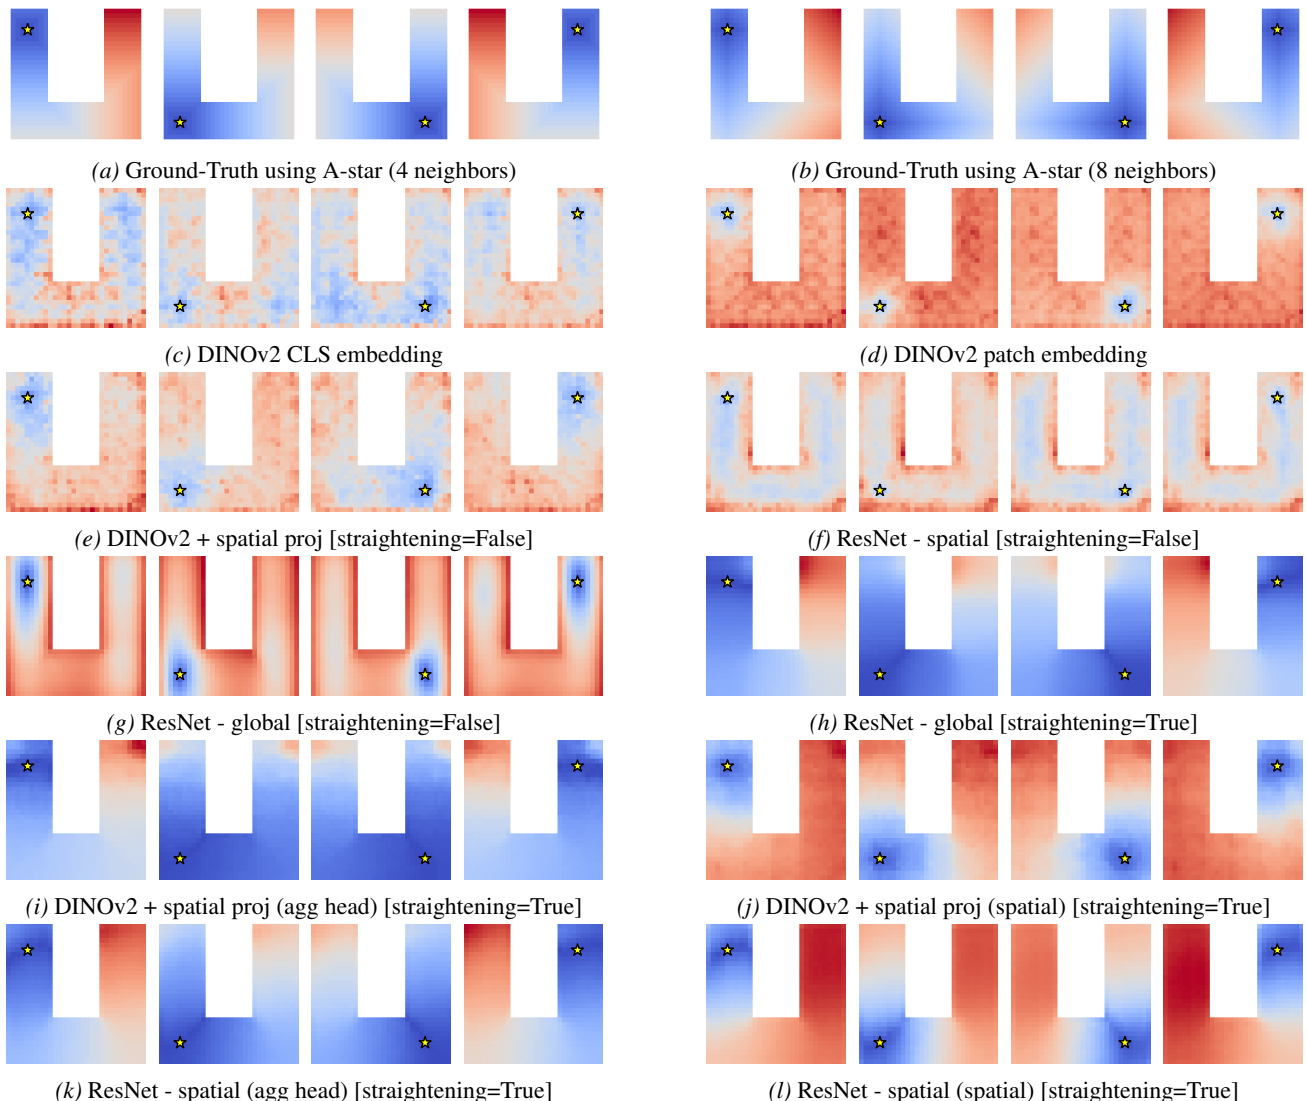 (a) Ground-Truth using A-star (4 neighbors)
(b) Ground-Truth using A-star (8 neighbors)
(c) DINOv2 CLS embedding
(d) DINOv2 patch embedding
(e) DINOv2 + spatial proj [straightening=False]
(f) ResNet - spatial [straightening=False]
(g) ResNet - global [straightening=False]
(h) ResNet - global [straightening=True]
(i) DINOv2 + spatial proj (agg head) [straightening=True]
(j) DINOv2 + spatial proj (spatial) [straightening=True]
(k) ResNet - spatial (agg head) [straightening=True]
(l) ResNet - spatial (spatial) [straightening=True]